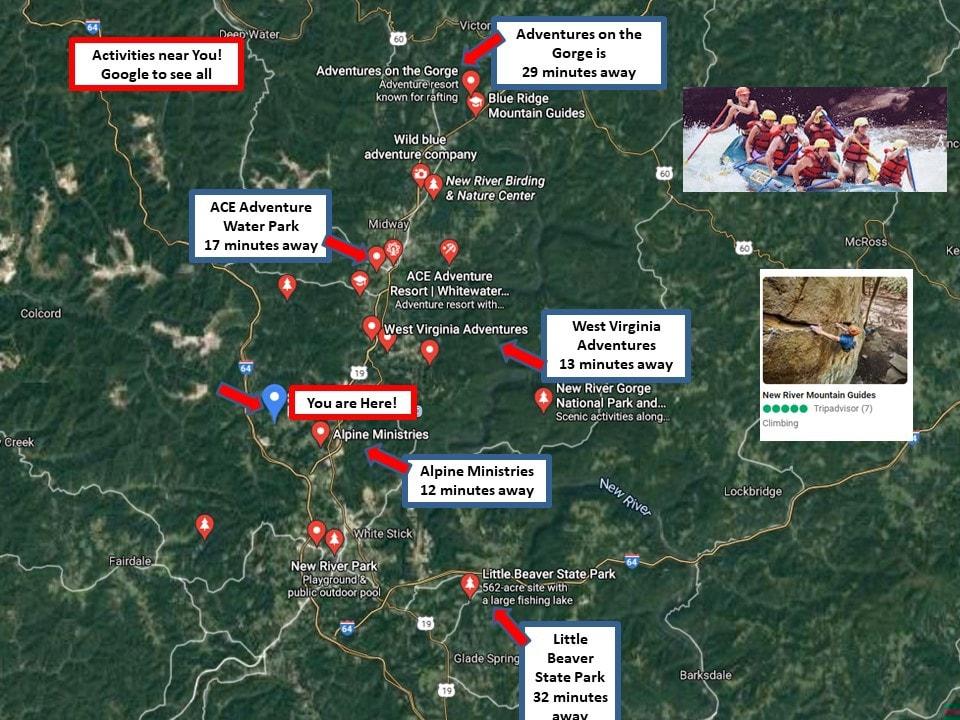 64
Deep Water
60
Victor
Activities near You!
Google to see all
Adventures on the
Gorge is
29 minutes away
Adventures on the Gorge
Adventure resort
known for rafting
Blue Ridge
Mountain Guides
Wild blue
adventure company
New River Birding
& Nature Center
60
ACE Adventure
Water Park
17 minutes away
Midway
60
McRoss
ACE Adventure
Resort | Whitewater...
Adventure resort with...
Colcord
West Virginia Adventures
West Virginia
Adventures
13 minutes away
64
19
New River Gorge
National Park and...
Scenic activities along...
New River Mountain Guides
Tripadvisor (7)
Climbing
You are Here!
Alpine Ministries
Creek
64
Alpine Ministries
12 minutes away
New River
Lockbridge
White Stick
Fairdale
64
New River Park
Playground &
public outdoor pool
Little Beaver State Park
562-acre site with
a large fishing lake
64
19
Little
Beaver
State Park
32 minutes
away
Glade Spring
Barksdale
19